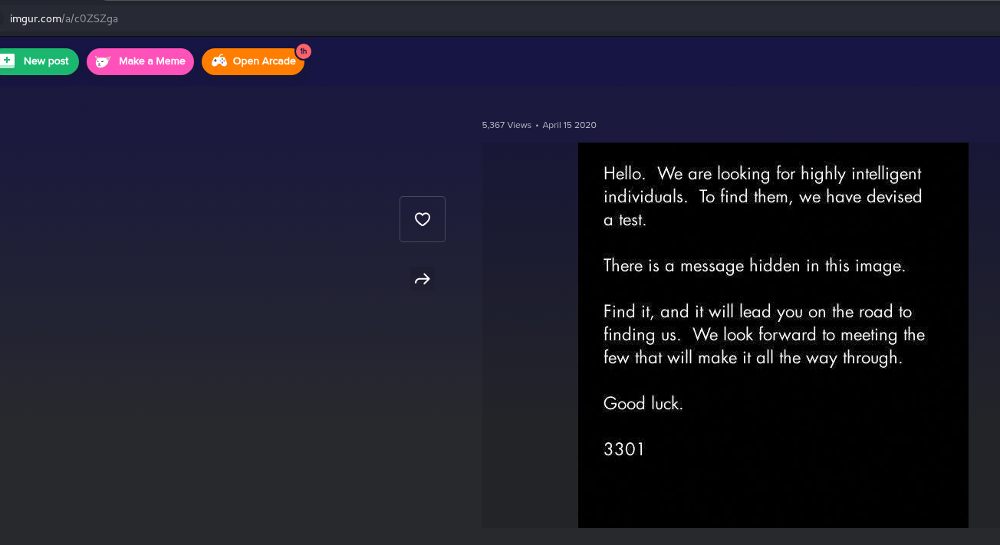 imgur.com/a/c0ZSZga
New post
Make a Meme
Open Arcade
1h
5,367 Views • April 15 2020
Hello.  We are looking for highly intelligent
individuals.  To find them, we have devised
a test.
There is a message hidden in this image.
Find it, and it will lead you on the road to
finding us.  We look forward to meeting the
few that will make it all the way through.
Good luck.
3301